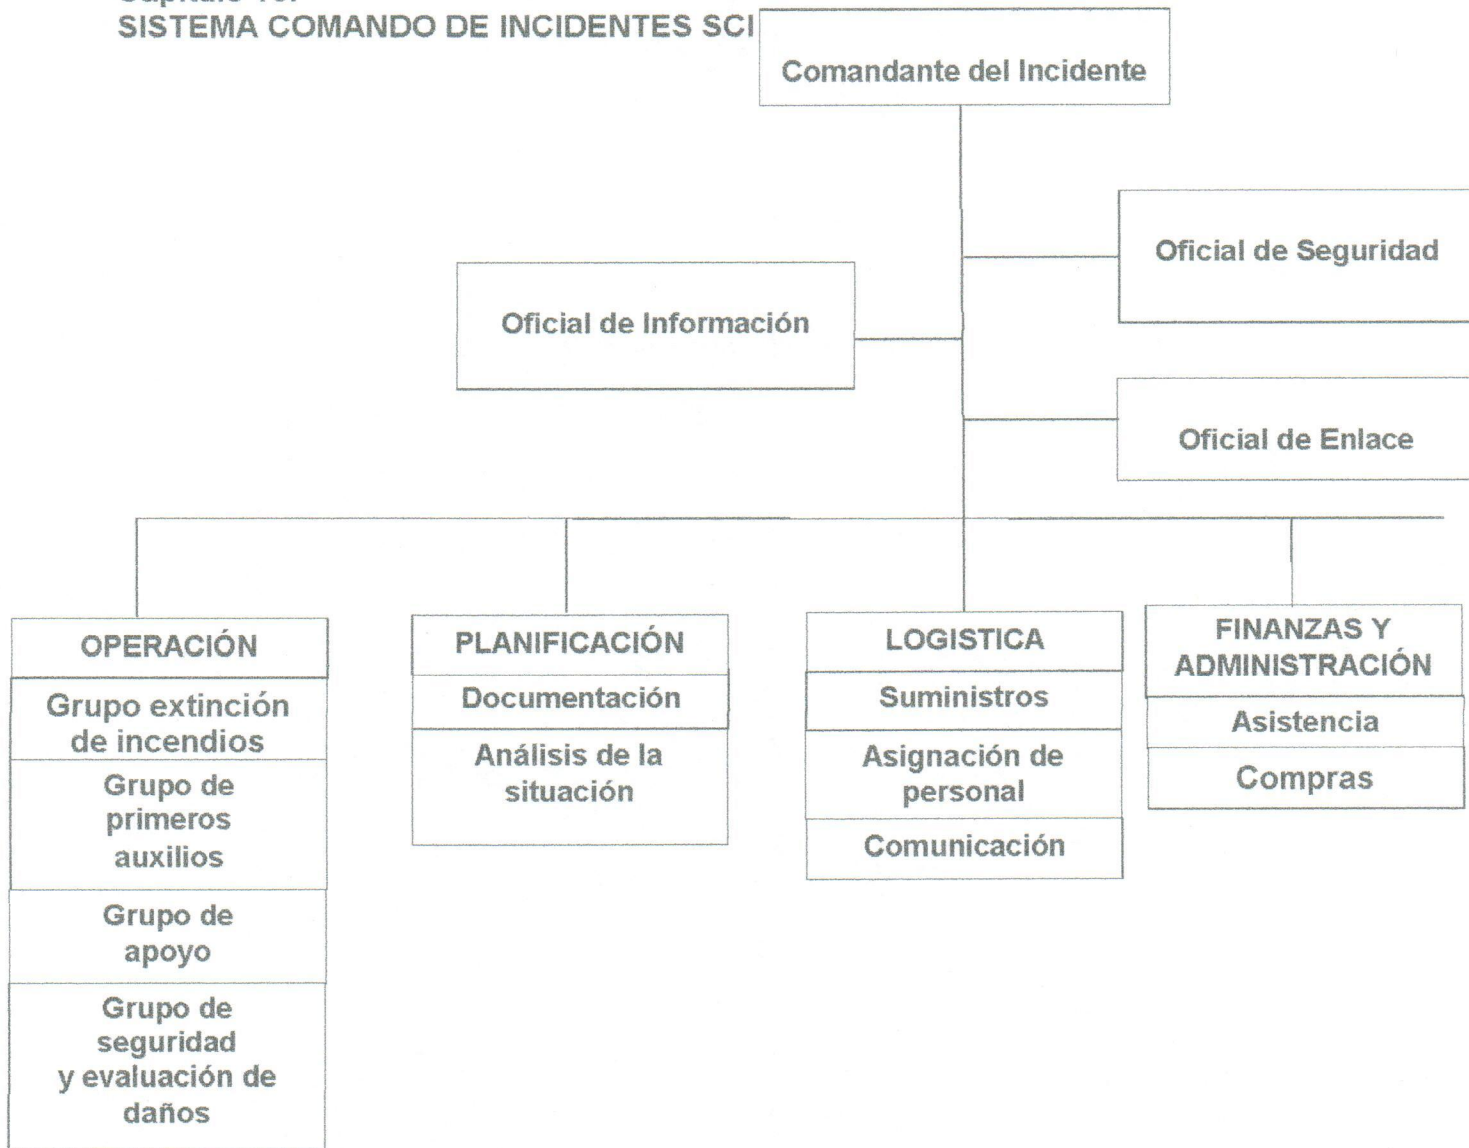 SISTEMA COMANDO DE INCIDENTES SCI
Comandante del Incidente
Oficial de Seguridad
Oficial de Información
Oficial de Enlace
OPERACIÓN
Grupo extinción
de incendios
Grupo de
primeros
auxilios
Grupo de
apoyo
Grupo de
seguridad
y evaluación de
daños
PLANIFICACIÓN
Documentación
Análisis de la
situación
LOGISTICA
Suministros
Asignación de
personal
Comunicación
FINANZAS Y
ADMINISTRACIÓN
Asistencia
Compras